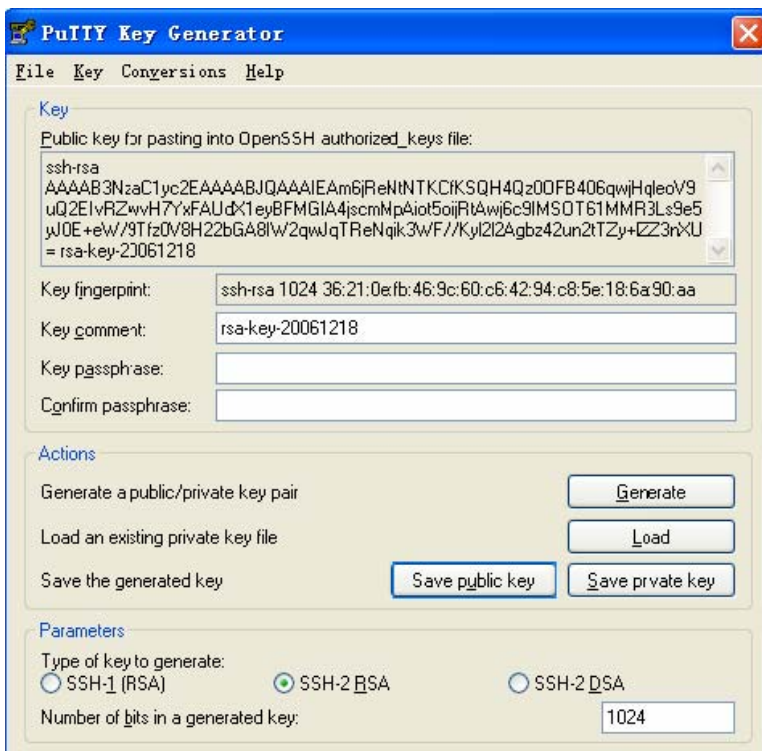 PuTTY Key Generator
File Key Conversions Help
Key
Public key for pasting into OpenSSH authorized_keys file:
ssh-rsa
AAAAB3NzaC1yc2EAAAABJQAAAIEAm6jReNtNTKCfKSQH4Qz0OFB406qwjHqleoV9
uQ2EIvRZwvH7YxFAUdX1eyBFMGIA4jscmMpAiot5oijRtAwj6c9IMSOT61MMR3Ls9e5
yJ0E+eW/9Tfz0V8H22bGA8IW2qwJqTReNqik3WF//KyI2I2Agbz42un2tTZy+IZZ3nXU
= rsa-key-20061218
Key fingerprint: ssh-rsa 1024 36:21:0e:fb:46:9c:60:c6:42:94:c8:5e:18:6a:90:aa
Key comment: rsa-key-20061218
Key passphrase:
Confirm passphrase:
Actions
Generate a public/private key pair Generate
Load an existing private key file Load
Save the generated key Save public key Save private key
Parameters
Type of key to generate:
SSH-1 (RSA) SSH-2 RSA SSH-2 DSA
Number of bits in a generated key: 1024